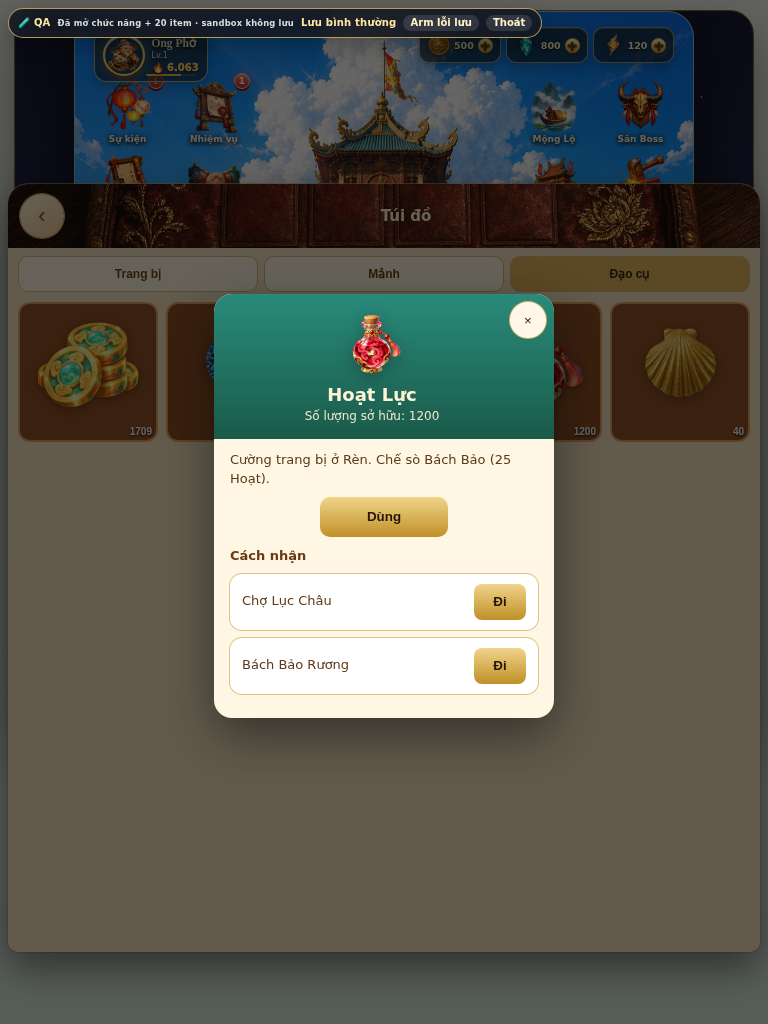 🧪 QA Đã mở chức năng + 20 item · sandbox không lưu Lưu bình thường Arm lỗi lưu Thoát
Ong Phở
Lv.1
6.063
500
800
120
1
Sự kiện
Nhiệm vụ
Mộng Lộ
Săn Boss
‹
Túi đồ
Trang bị
Mảnh
Đạo cụ
1709
1200
40
×
Hoạt Lực
Số lượng sở hữu: 1200
Cường trang bị ở Rèn. Chế sò Bách Bảo (25
Hoạt).
Dùng
Cách nhận
Chợ Lục Châu
Đi
Bách Bảo Rương
Đi